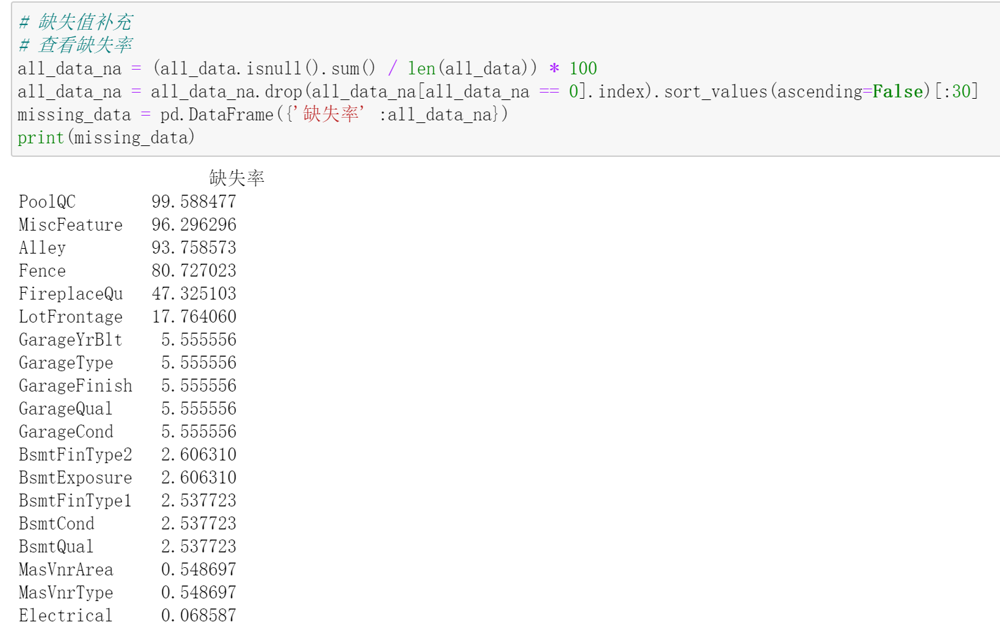 # 缺失值补充
# 查看缺失率
all_data_na = (all_data.isnull().sum() / len(all_data)) * 100
all_data_na = all_data_na.drop(all_data_na[all_data_na == 0].index).sort_values(ascending=False)[:30]
missing_data = pd.DataFrame({'缺失率' :all_data_na})
print(missing_data)
缺失率
PoolQC 99.588477
MiscFeature 96.296296
Alley 93.758573
Fence 80.727023
FireplaceQu 47.325103
LotFrontage 17.764060
GarageYrBlt 5.555556
GarageType 5.555556
GarageFinish 5.555556
GarageQual 5.555556
GarageCond 5.555556
BsmtFinType2 2.606310
BsmtExposure 2.606310
BsmtFinType1 2.537723
BsmtCond 2.537723
BsmtQual 2.537723
MasVnrArea 0.548697
MasVnrType 0.548697
Electrical 0.068587